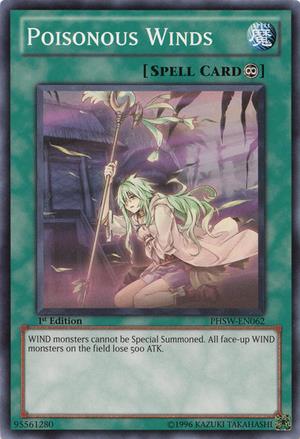 POISONOUS WINDS
魔
[SPELL CARD]
1st Edition
PHSW-EN062
WIND monsters cannot be Special Summoned. All face-up WIND
monsters on the field lose 500 ATK.
95561280
©1996 KAZUKI TAKAHASHI